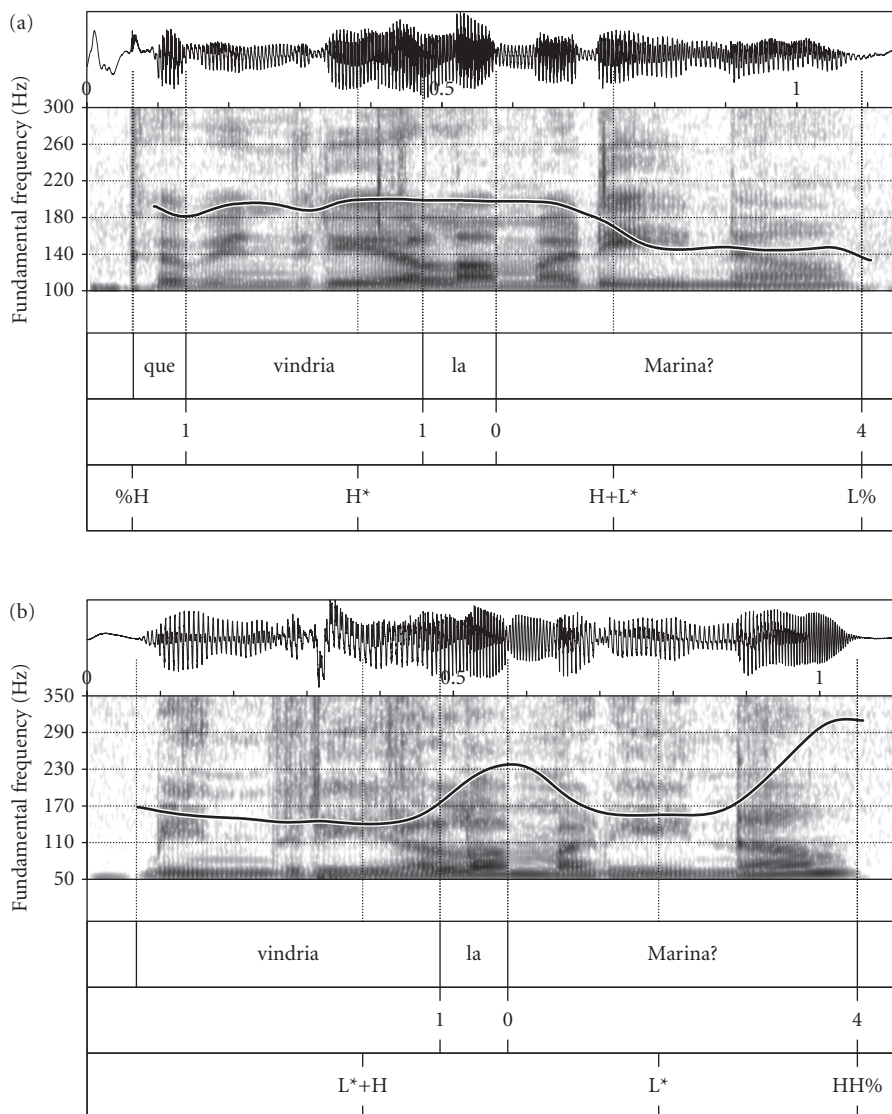 (a)
0 0.5 1
Fundamental frequency (Hz)
300
260
220
180
140
100
que vindria la Marina?
1 1 0 4
%H H* H+L* L%
(b)
0 0.5 1
Fundamental frequency (Hz)
350
290
230
170
110
50
vindria la Marina?
1 0 4
L*+H L* HH%